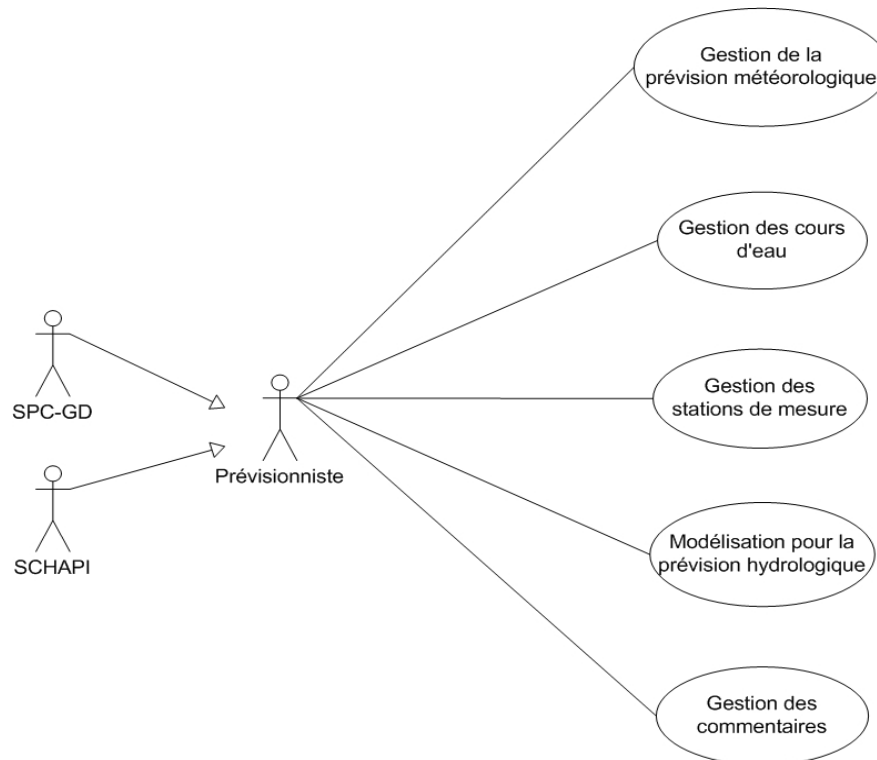 Gestion de la
prévision météorologique
Gestion des cours
d'eau
SPC-GD
Gestion des
stations de mesure
Prévisionniste
SCHAPI
Modélisation pour la
prévision hydrologique
Gestion des
commentaires